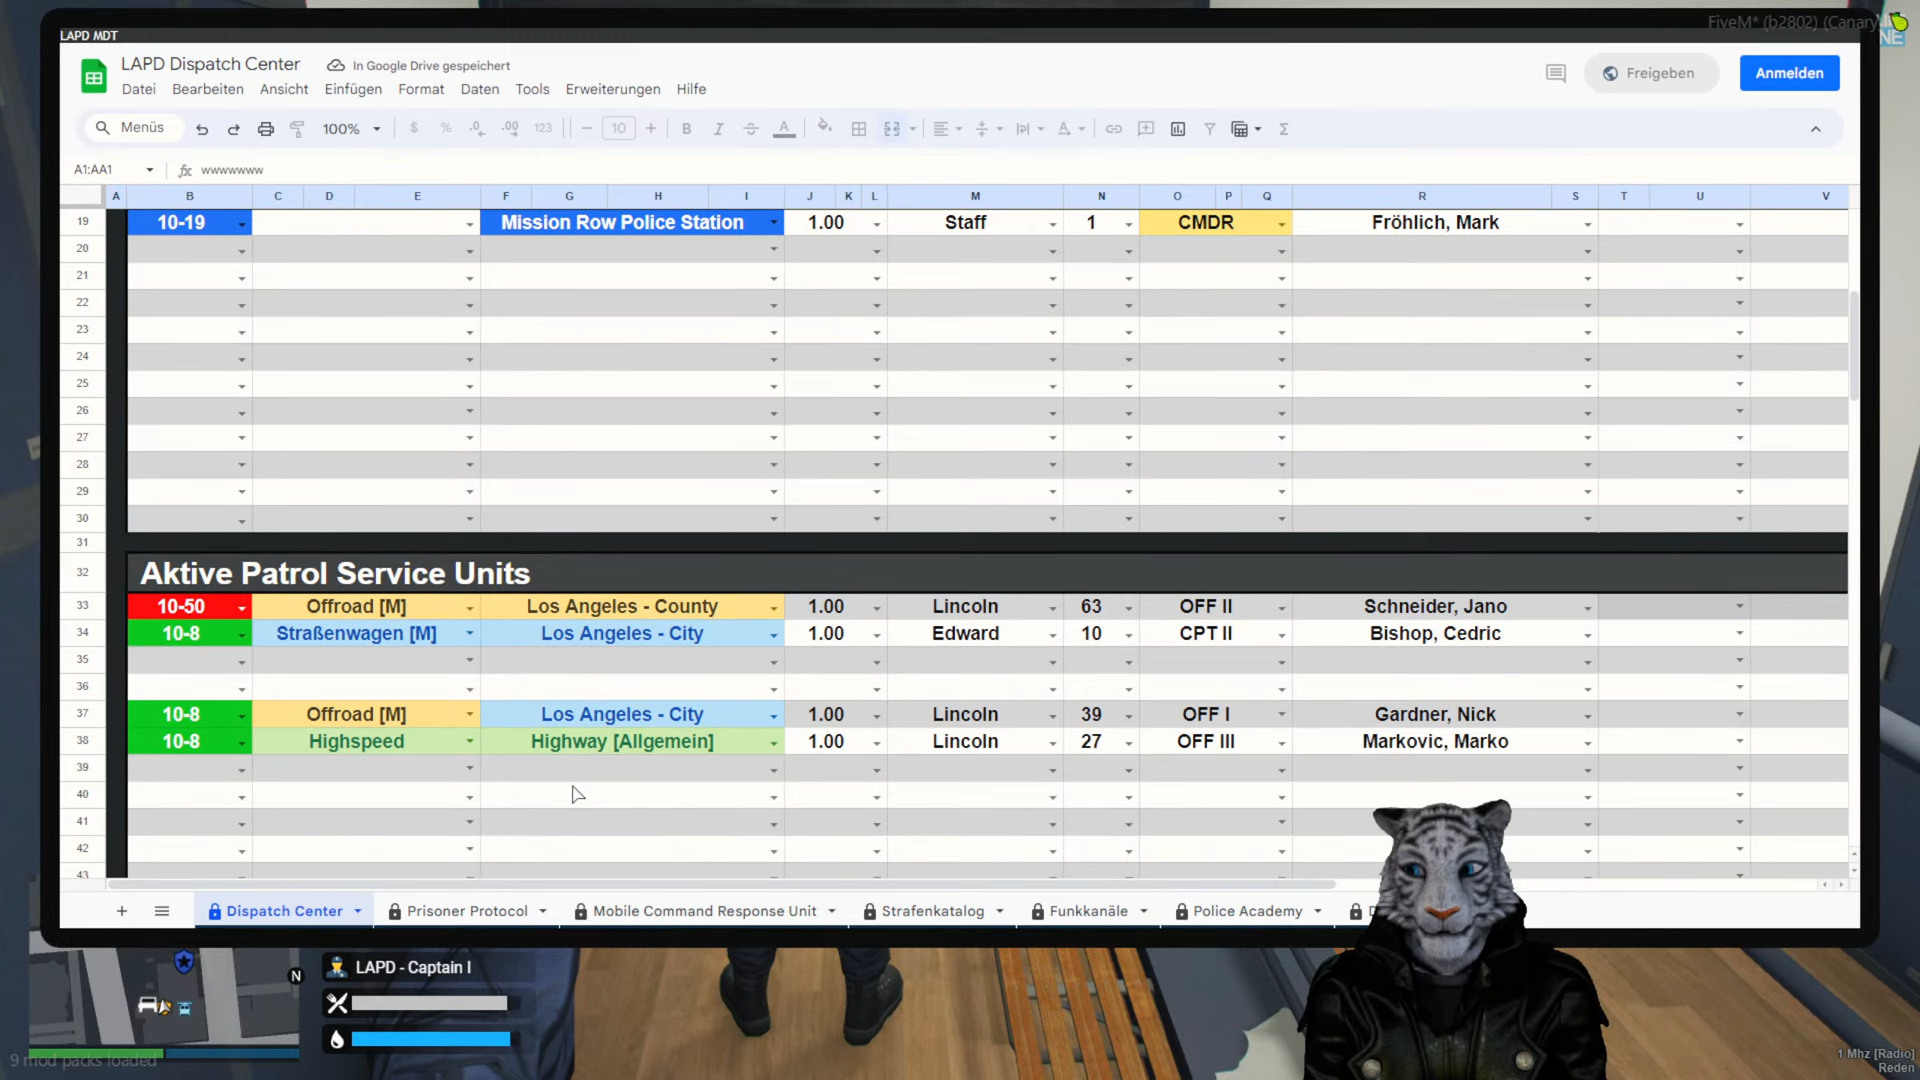 FiveM* (b2802) (Canary
NE
LAPD MDT
LAPD Dispatch Center In Google Drive gespeichert
Freigeben Anmelden
Datei Bearbeiten Ansicht Einfügen Format Daten Tools Erweiterungen Hilfe
Menüs 100% $ % .0 .00 123 10 B I A
A1:AA1 fx wwwwwww
A B C D E F G H I J K L M N O P Q R S T U V
19 10-19 Mission Row Police Station 1.00 Staff 1 CMDR Fröhlich, Mark
20
21
22
23
24
25
26
27
28
29
30
31
32 Aktive Patrol Service Units
33 10-50 Offroad [M] Los Angeles - County 1.00 Lincoln 63 OFF II Schneider, Jano
34 10-8 Straßenwagen [M] Los Angeles - City 1.00 Edward 10 CPT II Bishop, Cedric
35
36
37 10-8 Offroad [M] Los Angeles - City 1.00 Lincoln 39 OFF I Gardner, Nick
38 10-8 Highspeed Highway [Allgemein] 1.00 Lincoln 27 OFF III Markovic, Marko
39
40
41
42
43
Dispatch Center Prisoner Protocol Mobile Command Response Unit Strafenkatalog Funkkanäle Police Academy
N
LAPD - Captain I
9 mod packs loaded
1 Mhz [Radio]
Reden